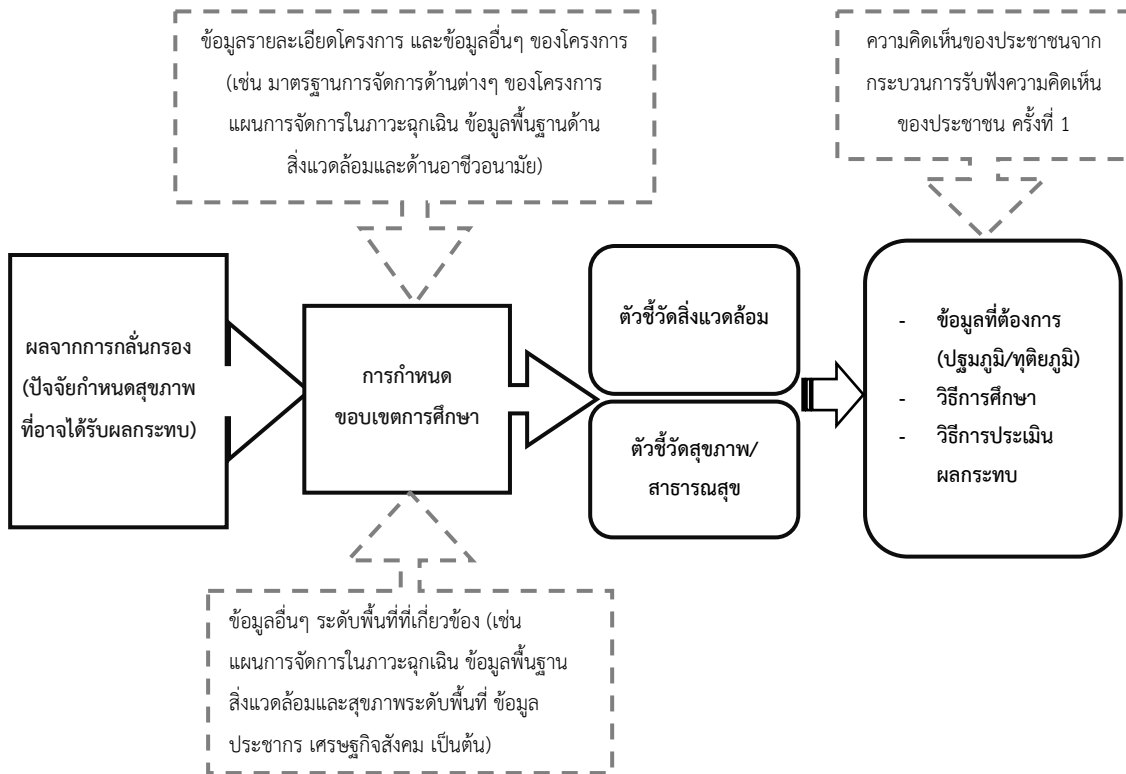 ข้อมูลรายละเอียดโครงการ และข้อมูลอื่นๆ ของโครงการ
(เช่น มาตรฐานการจัดการด้านต่างๆ ของโครงการ
แผนการจัดการในภาวะฉุกเฉิน ข้อมูลพื้นฐานด้าน
สิ่งแวดล้อมและด้านอาชีวอนามัย)
ความคิดเห็นของประชาชนจาก
กระบวนการรับฟังความคิดเห็น
ของประชาชน ครั้งที่ 1
ผลจากการกลั่นกรอง
(ปัจจัยกำหนดสุขภาพ
ที่อาจได้รับผลกระทบ)
การกำหนด
ขอบเขตการศึกษา
ตัวชี้วัดสิ่งแวดล้อม
ตัวชี้วัดสุขภาพ/
สาธารณสุข
- ข้อมูลที่ต้องการ
(ปฐมภูมิ/ทุติยภูมิ)
- วิธีการศึกษา
- วิธีการประเมิน
ผลกระทบ
ข้อมูลอื่นๆ ระดับพื้นที่ที่เกี่ยวข้อง (เช่น
แผนการจัดการในภาวะฉุกเฉิน ข้อมูลพื้นฐาน
สิ่งแวดล้อมและสุขภาพระดับพื้นที่ ข้อมูล
ประชากร เศรษฐกิจสังคม เป็นต้น)